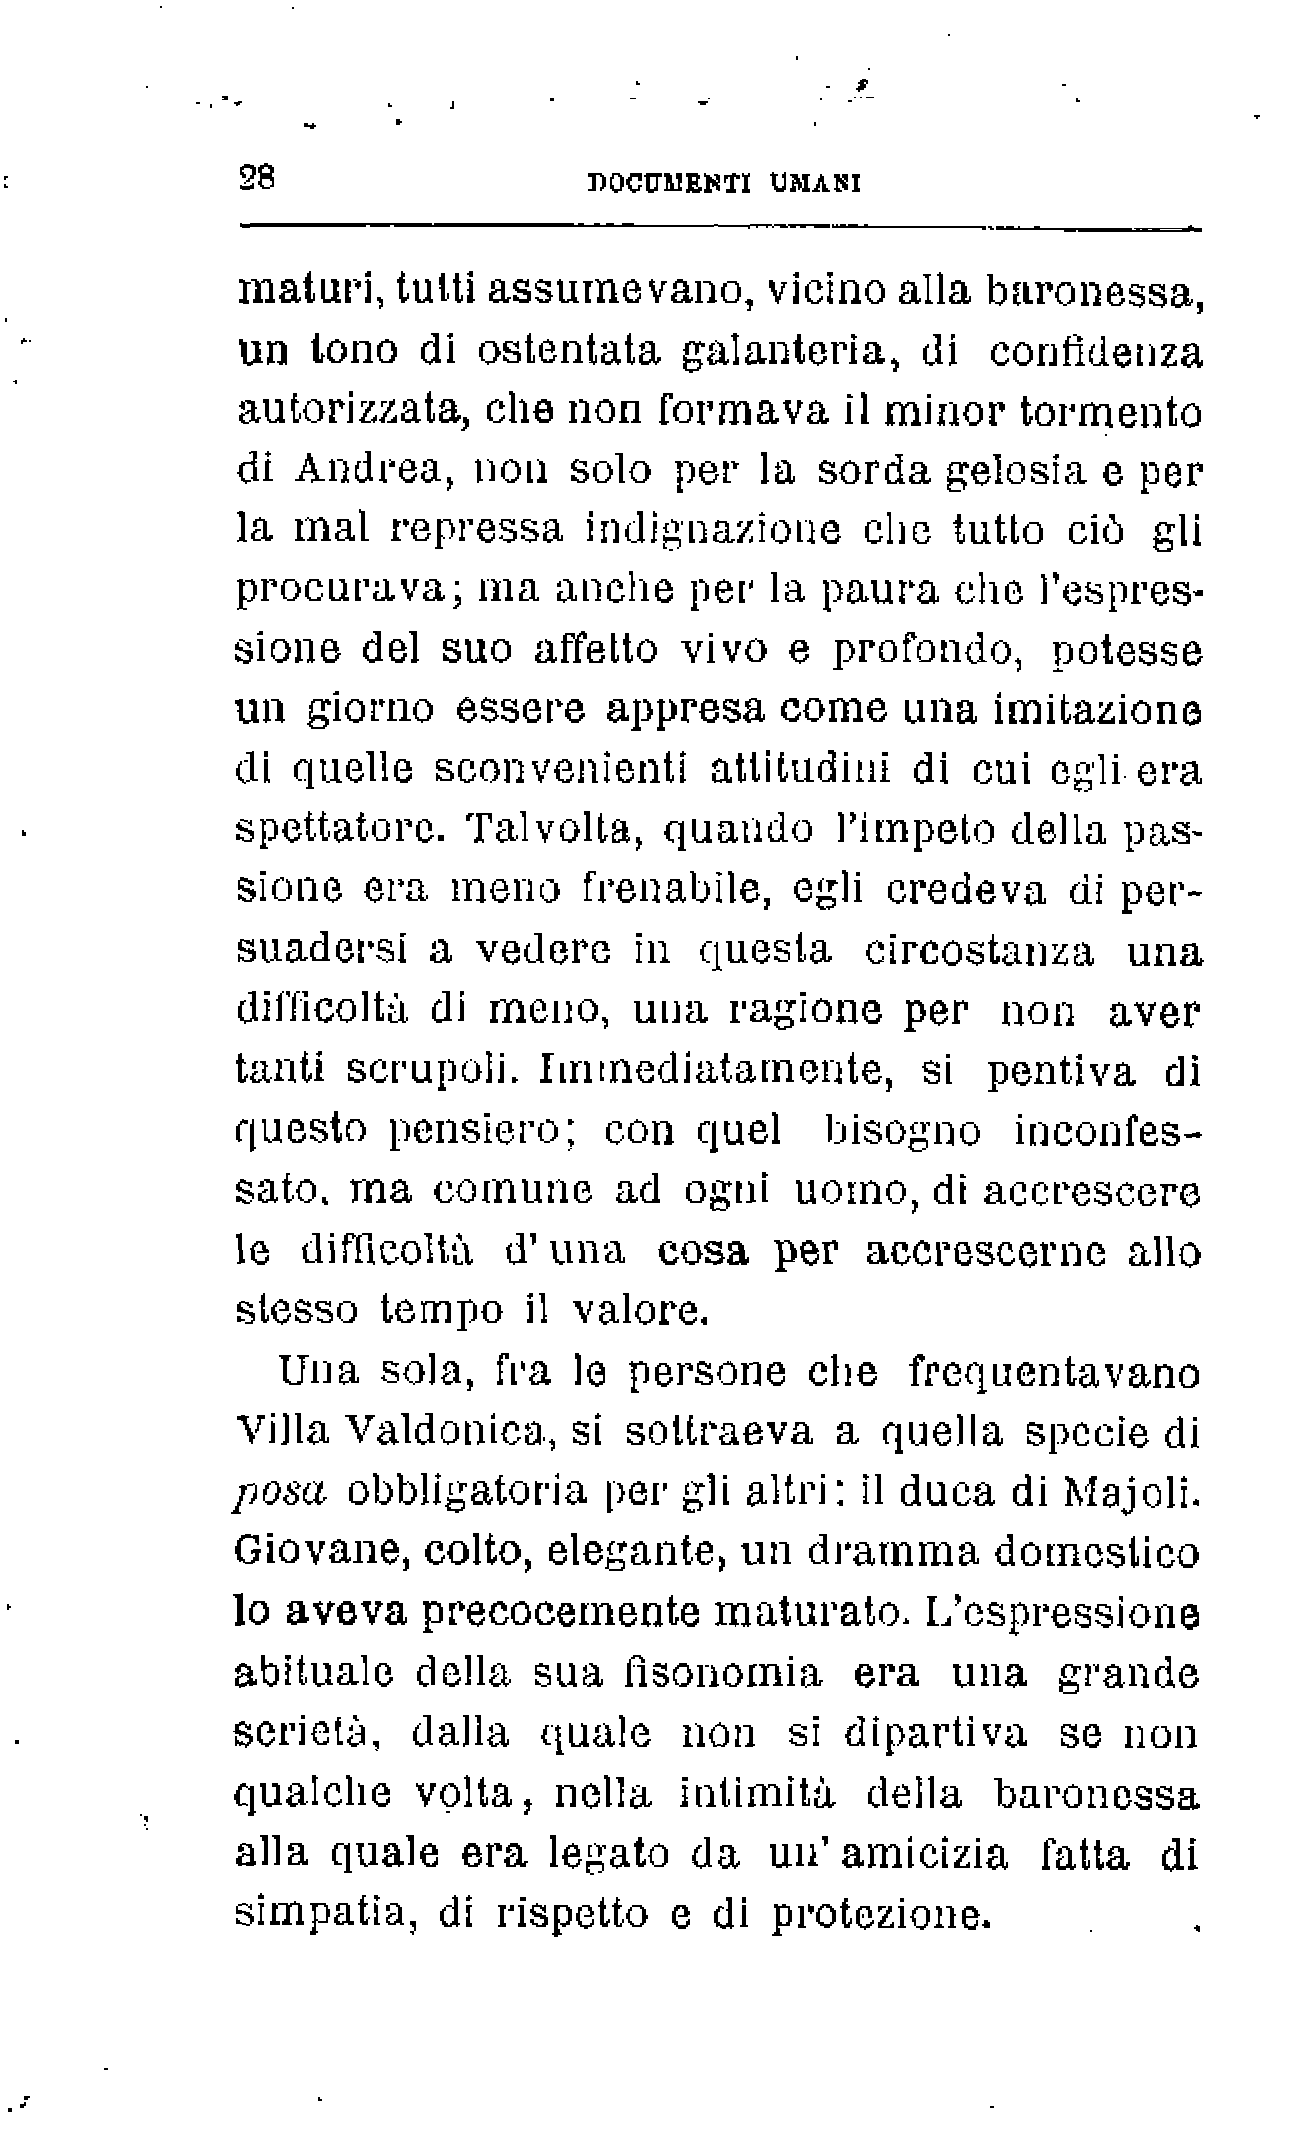 28 DOCUMENTI UMANI
maturi, tutti assumevano, vicino alla baronessa,
un tono di ostentata galanteria, di confidenza
autorizzata, che non formava il minor tormento
di Andrea, non solo per la sorda gelosia e per
la mal repressa indignazione che tutto ciò gli
procurava; ma anche per la paura che l'espres-
sione del suo affetto vivo e profondo, potesse
un giorno essere appresa come una imitazione
di quelle sconvenienti attitudini di cui egli era
spettatore. Talvolta, quando l'impeto della pas-
sione era meno frenabile, egli credeva di per-
suadersi a vedere in questa circostanza una
difficoltà di meno, una ragione per non aver
tanti scrupoli. Immediatamente, si pentiva di
questo pensiero; con quel bisogno inconfes-
sato, ma comune ad ogni uomo, di accrescere
le difficoltà d' una cosa per accrescerne allo
stesso tempo il valore.
Una sola, fra le persone che frequentavano
Villa Valdonica, si sottraeva a quella specie di
posa obbligatoria per gli altri: il duca di Majoli.
Giovane, colto, elegante, un dramma domestico
lo aveva precocemente maturato. L'espressione
abituale della sua fisonomia era una grande
serietà, dalla quale non si dipartiva se non
qualche volta, nella intimità della baronessa
alla quale era legato da un' amicizia fatta di
simpatia, di rispetto e di protezione.